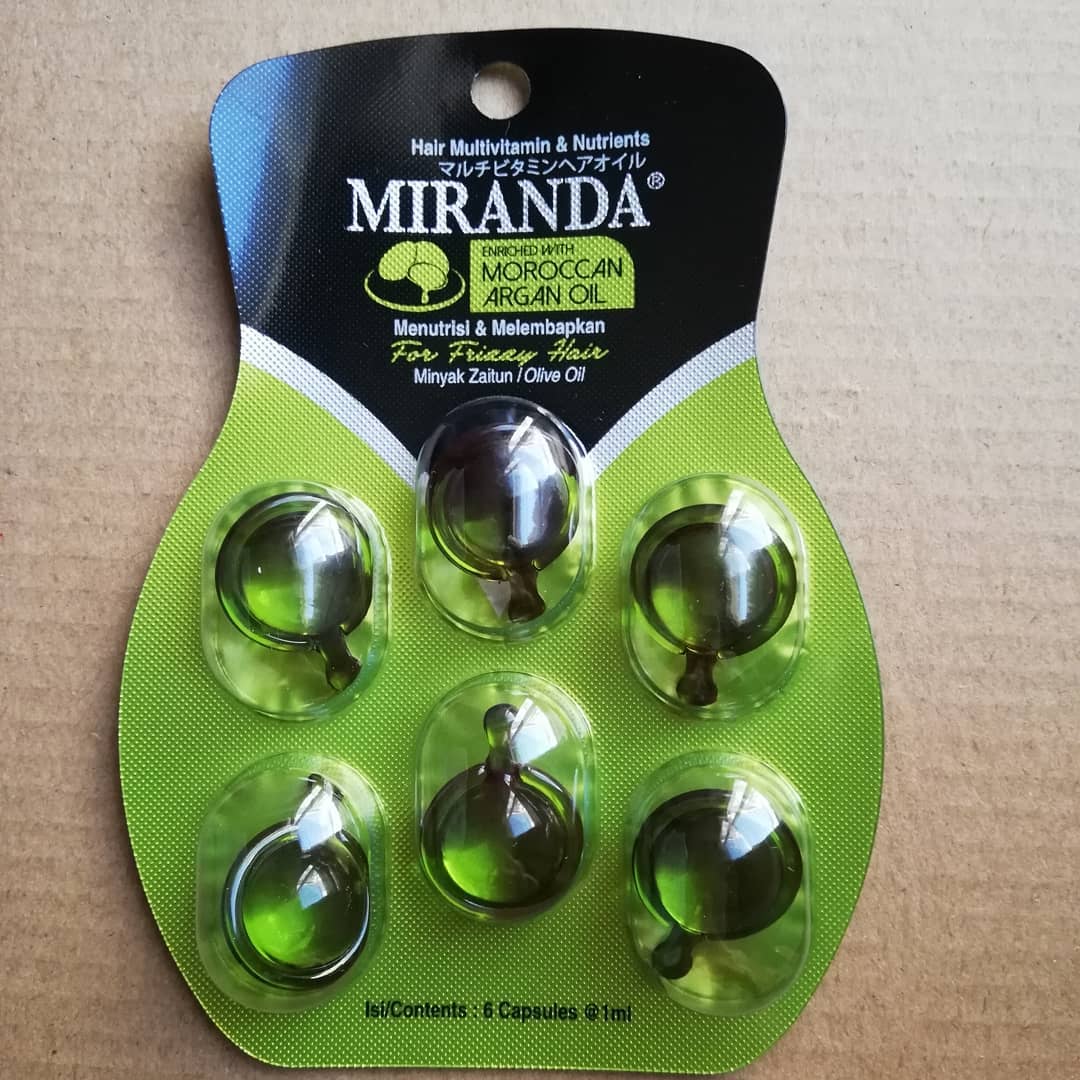 Hair Multivitamin & Nutrients
マルチビタミンヘアオイル
MIRANDA®
ENRICHED WITH
MOROCCAN
ARGAN OIL
Menutrisi & Melembapkan
For Frizzy Hair
Minyak Zaitun / Olive Oil
Isi/Contents : 6 Capsules @1ml